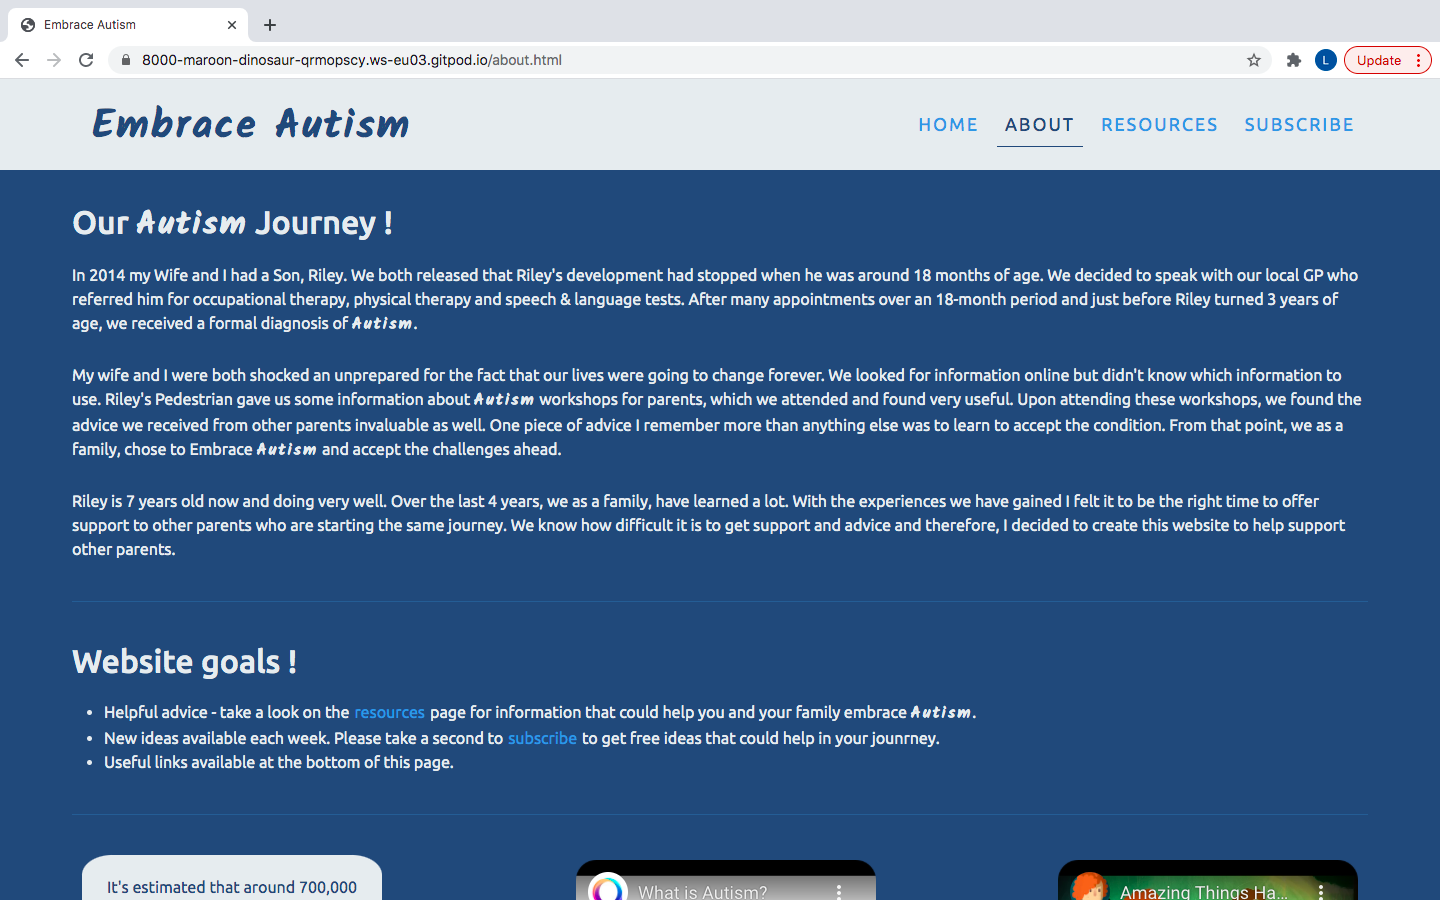 Embrace Autism
8000-maroon-dinosaur-qrmopscy.ws-eu03.gitpod.io/about.html
L
Update
Embrace Autism
HOME
ABOUT
RESOURCES
SUBSCRIBE
Our Autism Journey !
In 2014 my Wife and I had a Son, Riley. We both released that Riley's development had stopped when he was around 18 months of age. We decided to speak with our local GP who
referred him for occupational therapy, physical therapy and speech & language tests. After many appointments over an 18-month period and just before Riley turned 3 years of
age, we received a formal diagnosis of Autism.
My wife and I were both shocked an unprepared for the fact that our lives were going to change forever. We looked for information online but didn't know which information to
use. Riley's Pedestrian gave us some information about Autism workshops for parents, which we attended and found very useful. Upon attending these workshops, we found the
advice we received from other parents invaluable as well. One piece of advice I remember more than anything else was to learn to accept the condition. From that point, we as a
family, chose to Embrace Autism and accept the challenges ahead.
Riley is 7 years old now and doing very well. Over the last 4 years, we as a family, have learned a lot. With the experiences we have gained I felt it to be the right time to offer
support to other parents who are starting the same journey. We know how difficult it is to get support and advice and therefore, I decided to create this website to help support
other parents.
Website goals !
• Helpful advice - take a look on the resources page for information that could help you and your family embrace Autism.
• New ideas available each week. Please take a second to subscribe to get free ideas that could help in your jounrney.
• Useful links available at the bottom of this page.
It's estimated that around 700,000
What is Autism?
Amazing Things Ha...